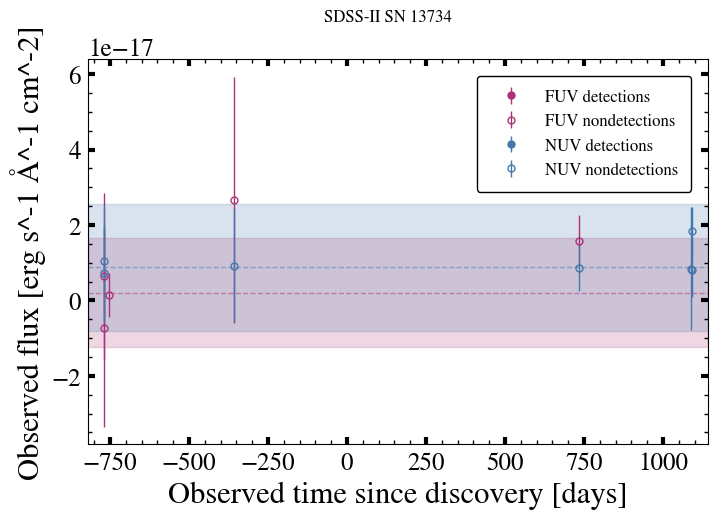 SDSS-II SN 13734
1e−17
Observed flux [erg s^-1 Å^-1 cm^-2]
6
4
2
0
−2
FUV detections
FUV nondetections
NUV detections
NUV nondetections
−750 −500 −250 0 250 500 750 1000
Observed time since discovery [days]